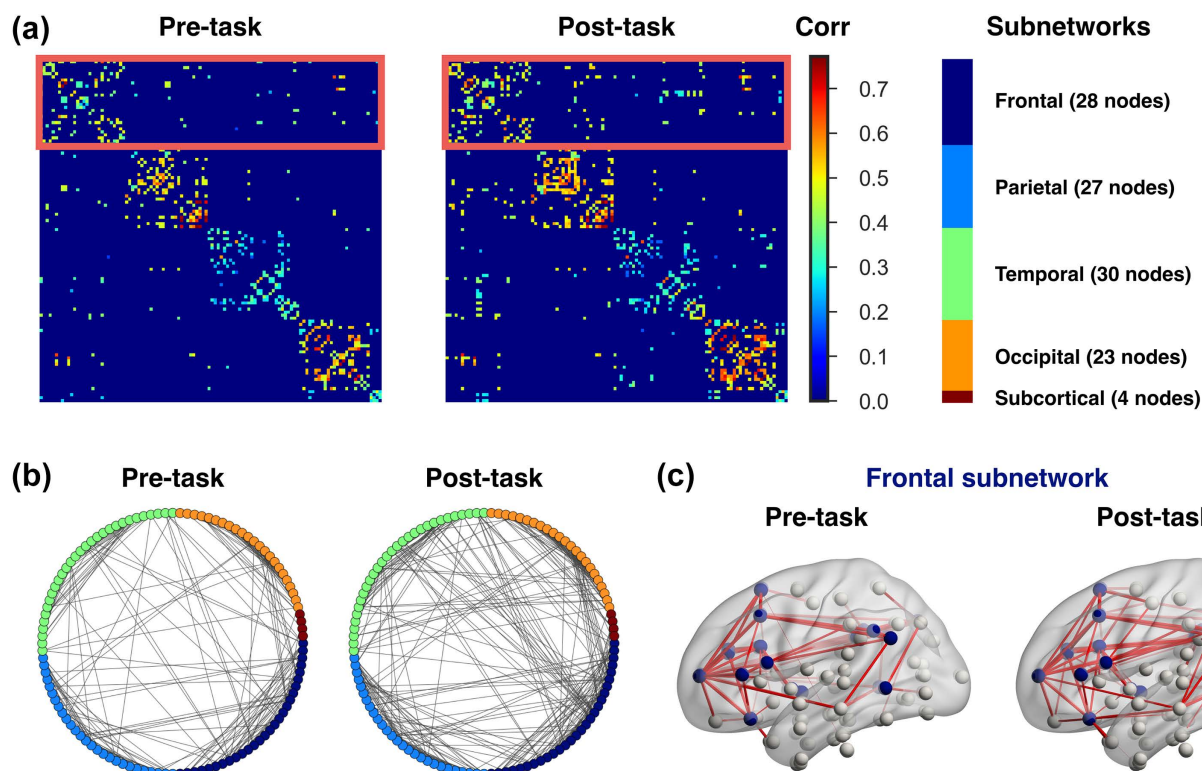 (a) Pre-task Post-task Corr Subnetworks
0.7
0.6
0.5
0.4
0.3
0.2
0.1
0.0
Frontal (28 nodes)
Parietal (27 nodes)
Temporal (30 nodes)
Occipital (23 nodes)
Subcortical (4 nodes)
(b) Pre-task Post-task
(c) Frontal subnetwork
Pre-task Post-task